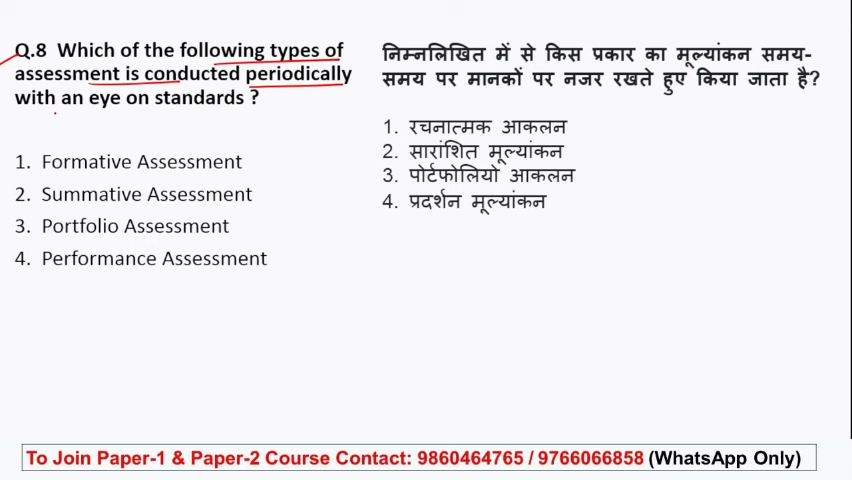 Q.8 Which of the following types of
assessment is conducted periodically
with an eye on standards ?
1. Formative Assessment
2. Summative Assessment
3. Portfolio Assessment
4. Performance Assessment
निम्नलिखित में से किस प्रकार का मूल्यांकन समय-
समय पर मानकों पर नजर रखते हुए किया जाता है?
1. रचनात्मक आकलन
2. सारांशित मूल्यांकन
3. पोर्टफोलियो आकलन
4. प्रदर्शन मूल्यांकन
To Join Paper-1 & Paper-2 Course Contact: 9860464765 / 9766066858 (WhatsApp Only)